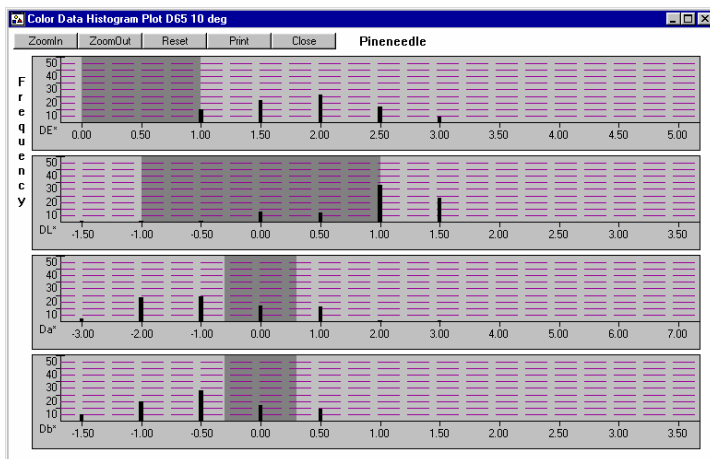 Color Data Histogram Plot D65 10 deg
ZoomIn ZoomOut Reset Print Close Pineneedle
Frequency
50
40
30
20
10
DE*
0.00 0.50 1.00 1.50 2.00 2.50 3.00 3.50 4.00 4.50 5.00
50
40
30
20
10
DL*
-1.50 -1.00 -0.50 0.00 0.50 1.00 1.50 2.00 2.50 3.00 3.50
50
40
30
20
10
Da*
-3.00 -2.00 -1.00 0.00 1.00 2.00 3.00 4.00 5.00 6.00 7.00
50
40
30
20
10
Db*
-1.50 -1.00 -0.50 0.00 0.50 1.00 1.50 2.00 2.50 3.00 3.50